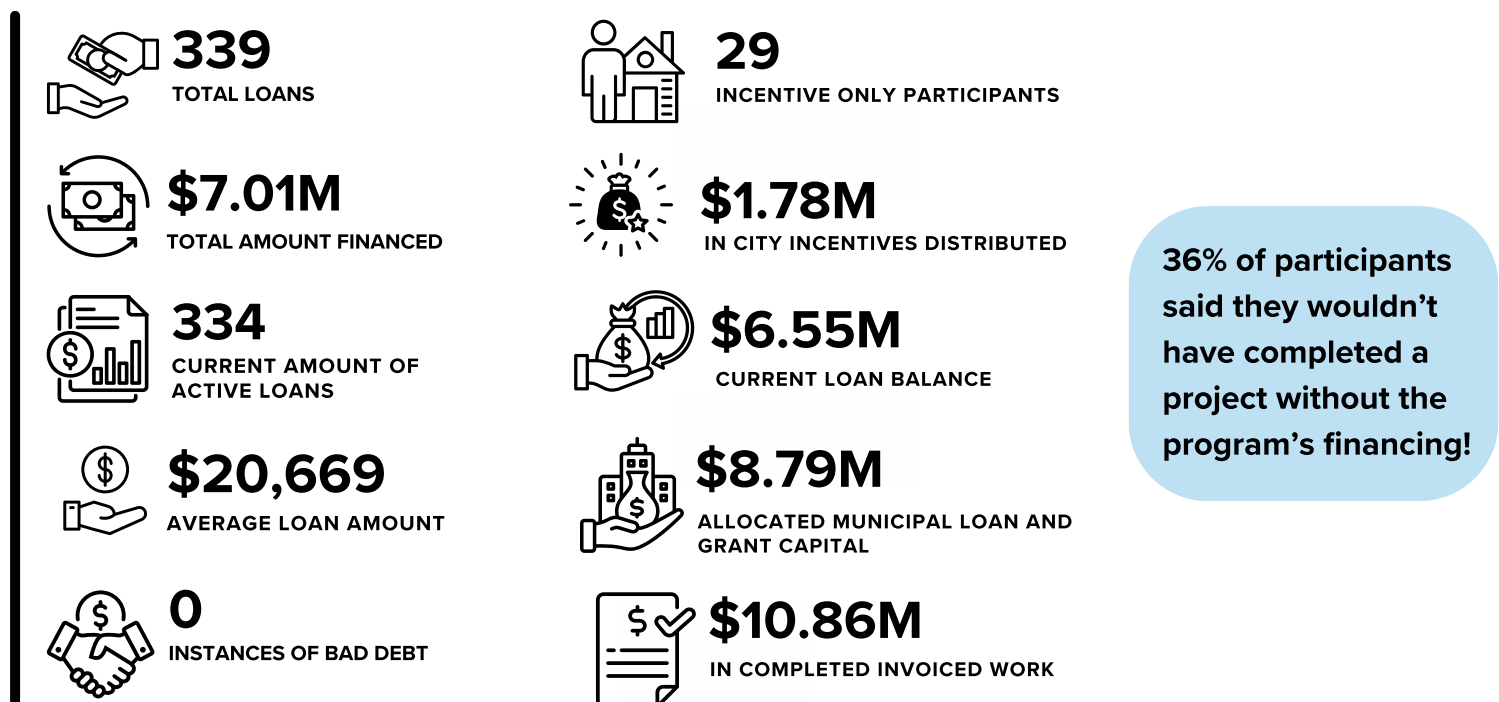 339
TOTAL LOANS
$7.01M
TOTAL AMOUNT FINANCED
334
CURRENT AMOUNT OF
ACTIVE LOANS
$20,669
AVERAGE LOAN AMOUNT
0
INSTANCES OF BAD DEBT
29
INCENTIVE ONLY PARTICIPANTS
$1.78M
IN CITY INCENTIVES DISTRIBUTED
$6.55M
CURRENT LOAN BALANCE
$8.79M
ALLOCATED MUNICIPAL LOAN AND
GRANT CAPITAL
$10.86M
IN COMPLETED INVOICED WORK
36% of participants
said they wouldn't
have completed a
project without the
program's financing!